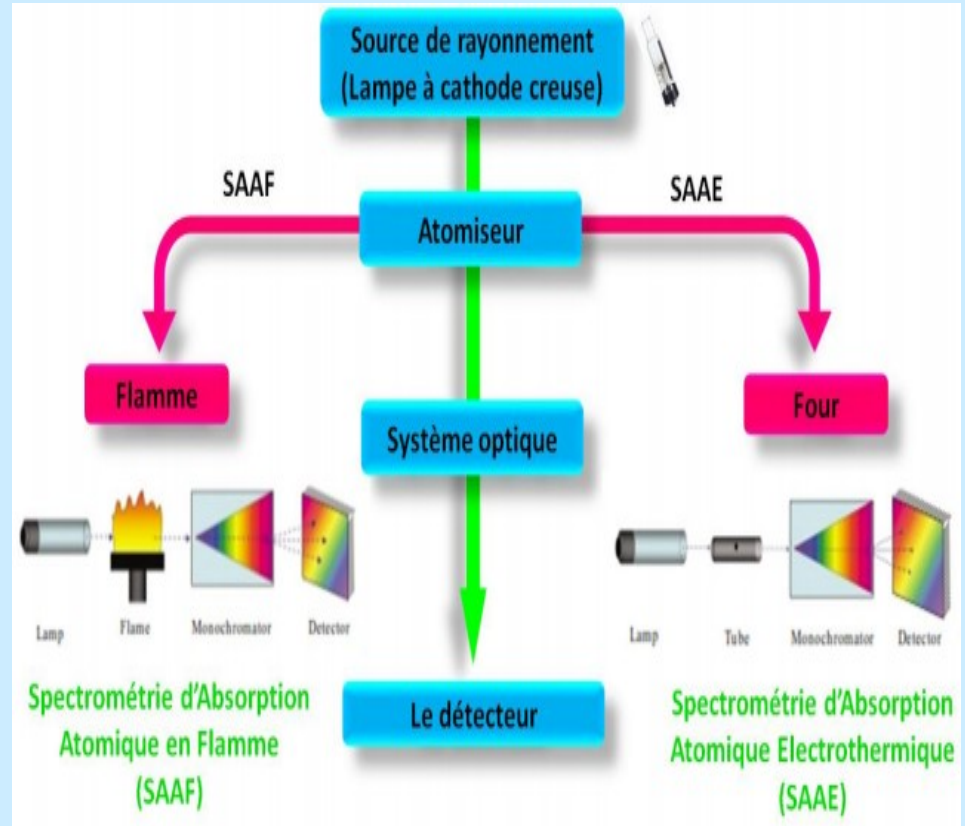 Source de rayonnement
(Lampe à cathode creuse)
SAAF
SAAE
Atomiseur
Flamme
Four
Système optique
Lamp
Flame
Monochromator
Detector
Lamp
Tube
Monochromator
Detector
Spectrométrie d’Absorption
Atomique en Flamme
(SAAF)
Le détecteur
Spectrométrie d’Absorption
Atomique Electrothermique
(SAAE)